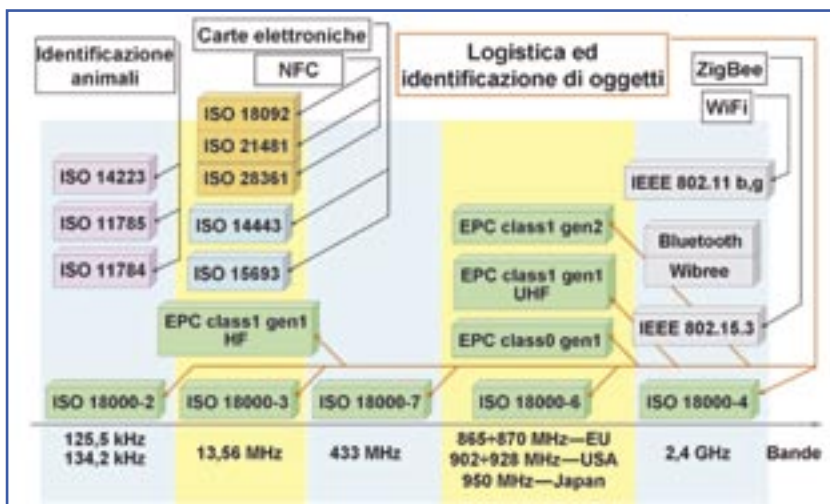 Identificazione
animali
Carte elettroniche
NFC
Logistica ed
identificazione di oggetti
ZigBee
WiFi
ISO 18092
ISO 21481
ISO 28361
ISO 14223
ISO 11785
ISO 11784
ISO 14443
ISO 15693
IEEE 802.11 b,g
EPC class1 gen2
Bluetooth
Wibree
EPC class1 gen1
UHF
EPC class1 gen1
HF
EPC class0 gen1
IEEE 802.15.3
ISO 18000-2
ISO 18000-3
ISO 18000-7
ISO 18000-6
ISO 18000-4
125,5 kHz
134,2 kHz
13,56 MHz
433 MHz
865÷870 MHz—EU
902÷928 MHz—USA
950 MHz—Japan
2,4 GHz
Bande